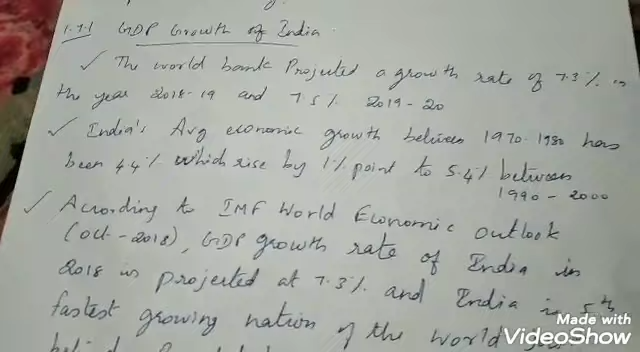 1.7.1 GDP Growth of India
✓ The world bank Projected a growth rate of 7.3% in
the year 2018-19 and 7.5% 2019-20
✓ India's Avg economic growth between 1970-1980 has
been 4.4% which rise by 1% point to 5.4% between
1990-2000
✓ According to IMF World Economic outlook
(Oct-2018), GDP growth rate of India in
2018 is projected at 7.3% and India is 5th
fastest growing nation of the world
Made with
VideoShow